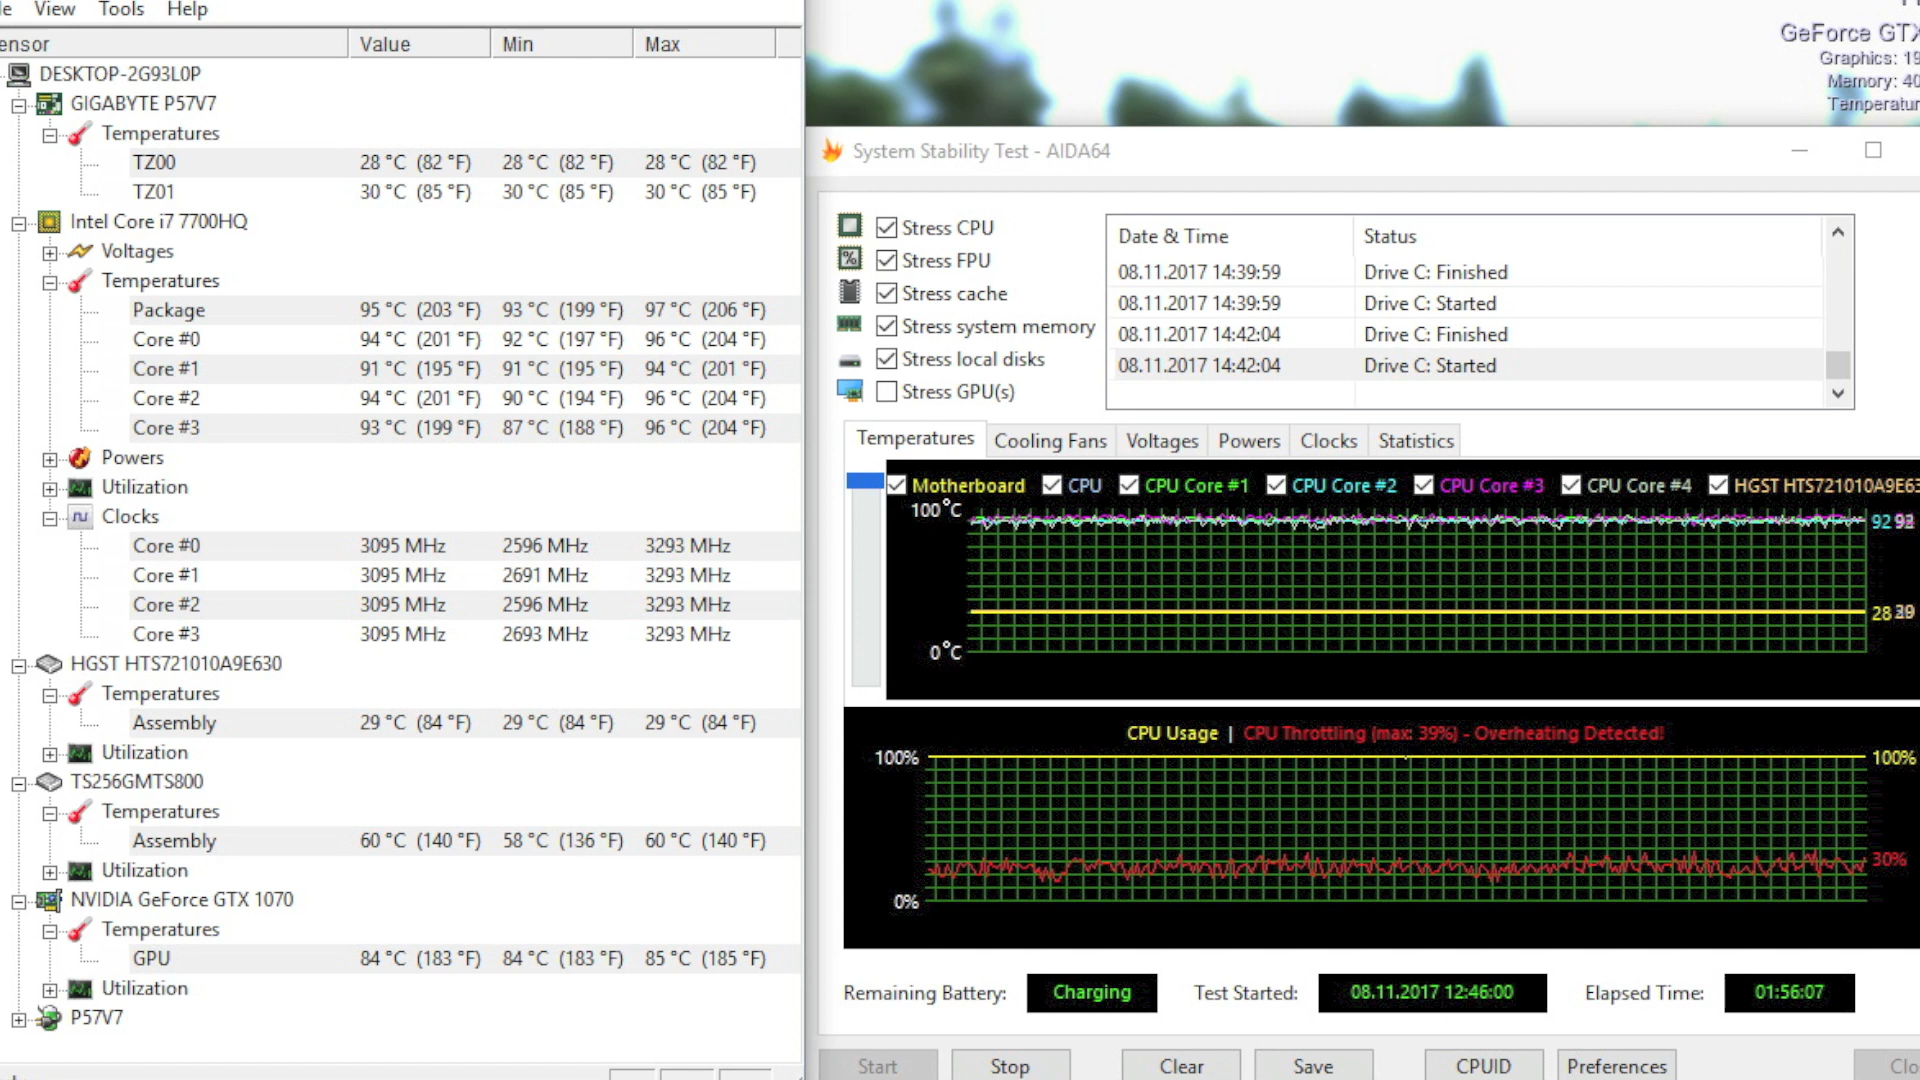 View Tools Help
Value Min Max
DESKTOP-2G93L0P
GIGABYTE P57V7
Temperatures
TZ00 28 °C (82 °F) 28 °C (82 °F) 28 °C (82 °F)
TZ01 30 °C (85 °F) 30 °C (85 °F) 30 °C (85 °F)
Intel Core i7 7700HQ
Voltages
Temperatures
Package 95 °C (203 °F) 93 °C (199 °F) 97 °C (206 °F)
Core #0 94 °C (201 °F) 92 °C (197 °F) 96 °C (204 °F)
Core #1 91 °C (195 °F) 91 °C (195 °F) 94 °C (201 °F)
Core #2 94 °C (201 °F) 90 °C (194 °F) 96 °C (204 °F)
Core #3 93 °C (199 °F) 87 °C (188 °F) 96 °C (204 °F)
Powers
Utilization
Clocks
Core #0 3095 MHz 2596 MHz 3293 MHz
Core #1 3095 MHz 2691 MHz 3293 MHz
Core #2 3095 MHz 2596 MHz 3293 MHz
Core #3 3095 MHz 2693 MHz 3293 MHz
HGST HTS721010A9E630
Temperatures
Assembly 29 °C (84 °F) 29 °C (84 °F) 29 °C (84 °F)
Utilization
TS256GMTS800
Temperatures
Assembly 60 °C (140 °F) 58 °C (136 °F) 60 °C (140 °F)
Utilization
NVIDIA GeForce GTX 1070
Temperatures
GPU 84 °C (183 °F) 84 °C (183 °F) 85 °C (185 °F)
Utilization
P57V7
GeForce GTX
Graphics: 19
Memory: 40
Temperatur
System Stability Test - AIDA64
Stress CPU
Stress FPU
Stress cache
Stress system memory
Stress local disks
Stress GPU(s)
Date & Time Status
08.11.2017 14:39:59 Drive C: Finished
08.11.2017 14:39:59 Drive C: Started
08.11.2017 14:42:04 Drive C: Finished
08.11.2017 14:42:04 Drive C: Started
Temperatures Cooling Fans Voltages Powers Clocks Statistics
Motherboard CPU CPU Core #1 CPU Core #2 CPU Core #3 CPU Core #4 HGST HTS721010A9E63
100°C
92
0°C
28
CPU Usage | CPU Throttling (max: 39%) - Overheating Detected!
100% 100%
30%
0%
Remaining Battery: Charging Test Started: 08.11.2017 12:46:00 Elapsed Time: 01:56:07
Start Stop Clear Save CPUID Preferences Clo